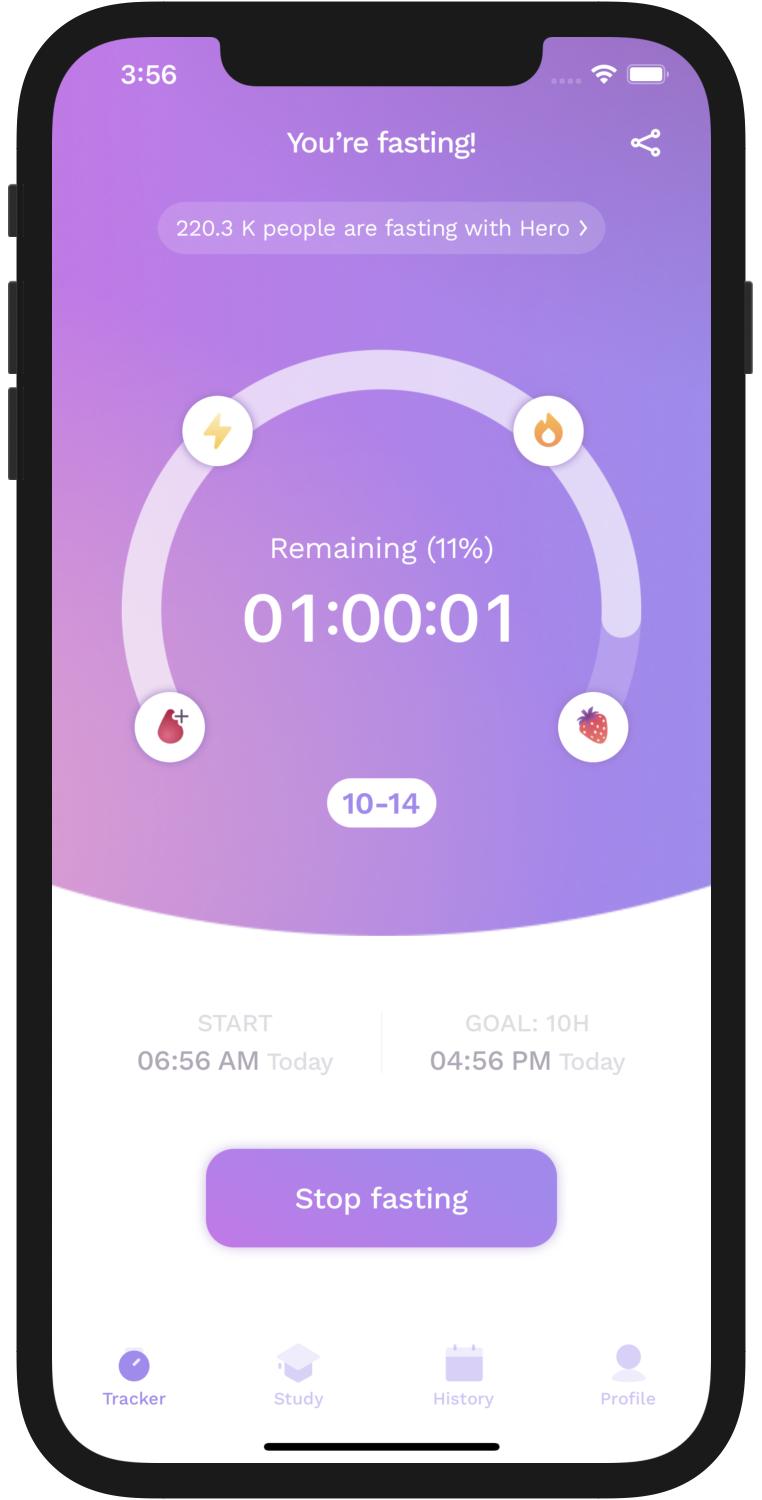 3:56
You’re fasting!
220.3 K people are fasting with Hero
Remaining (11%)
01:00:01
10-14
START
06:56 AM Today
GOAL: 10H
04:56 PM Today
Stop fasting
Tracker
Study
History
Profile